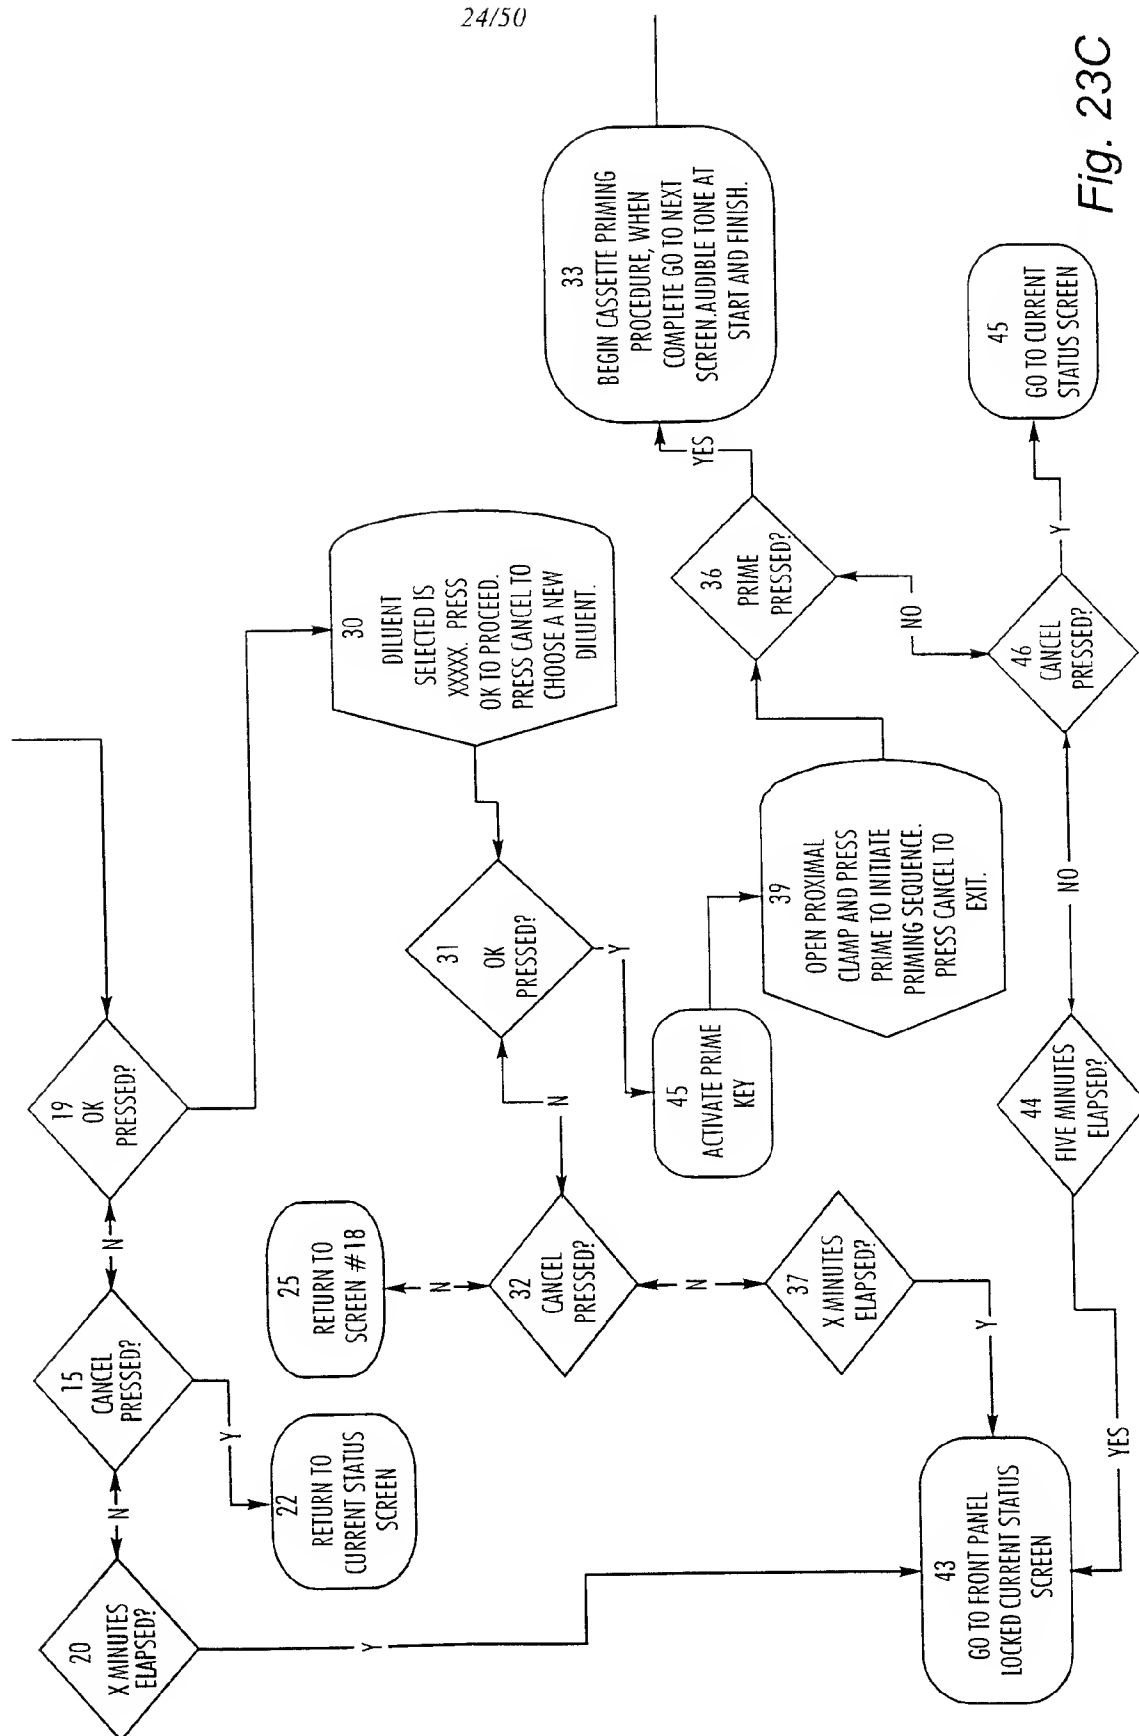 24/50
20
X MINUTES
ELAPSED?
N
15
CANCEL
PRESSED?
N
19
OK
PRESSED?
Y
22
RETURN TO
CURRENT STATUS
SCREEN
25
RETURN TO
SCREEN #18
N
32
CANCEL
PRESSED?
N
31
OK
PRESSED?
30
DILUENT
SELECTED IS
XXXXX. PRESS
OK TO PROCEED.
PRESS CANCEL TO
CHOOSE A NEW
DILUENT.
Y
N
37
X MINUTES
ELAPSED?
Y
Y
45
ACTIVATE PRIME
KEY
39
OPEN PROXIMAL
CLAMP AND PRESS
PRIME TO INITIATE
PRIMING SEQUENCE.
PRESS CANCEL TO
EXIT.
36
PRIME
PRESSED?
YES
33
BEGIN CASSETTE PRIMING
PROCEDURE, WHEN
COMPLETE GO TO NEXT
SCREEN.AUDIBLE TONE AT
START AND FINISH.
NO
43
GO TO FRONT PANEL
LOCKED CURRENT STATUS
SCREEN
YES
44
FIVE MINUTES
ELAPSED?
NO
46
CANCEL
PRESSED?
Y
45
GO TO CURRENT
STATUS SCREEN
Fig. 23C